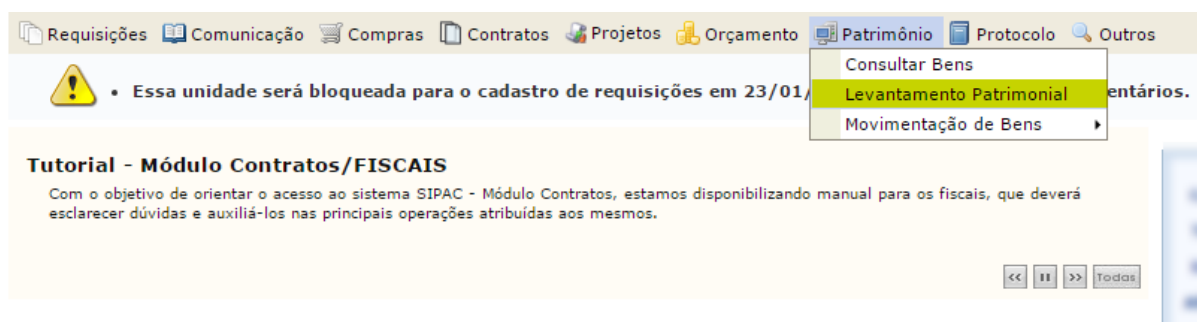 Requisições Comunicação Compras Contratos Projetos Orçamento Patrimônio Protocolo Outros
Consultar Bens
• Essa unidade será bloqueada para o cadastro de requisições em 23/01/ entários.
Levantamento Patrimonial
Movimentação de Bens
Tutorial - Módulo Contratos/FISCAIS
Com o objetivo de orientar o acesso ao sistema SIPAC - Módulo Contratos, estamos disponibilizando manual para os fiscais, que deverá
esclarecer dúvidas e auxiliá-los nas principais operações atribuídas aos mesmos.
<< II >> Todas